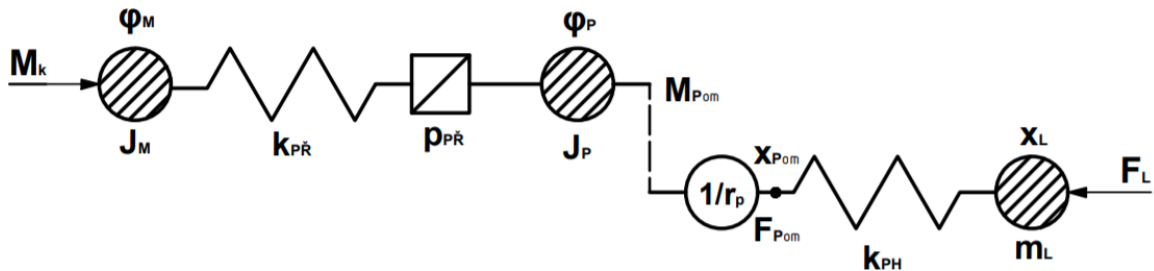 φM
φP
Mk
MPom
JM
kPŘ
pPŘ
JP
xPom
xL
FL
1/rp
FPom
kPH
mL